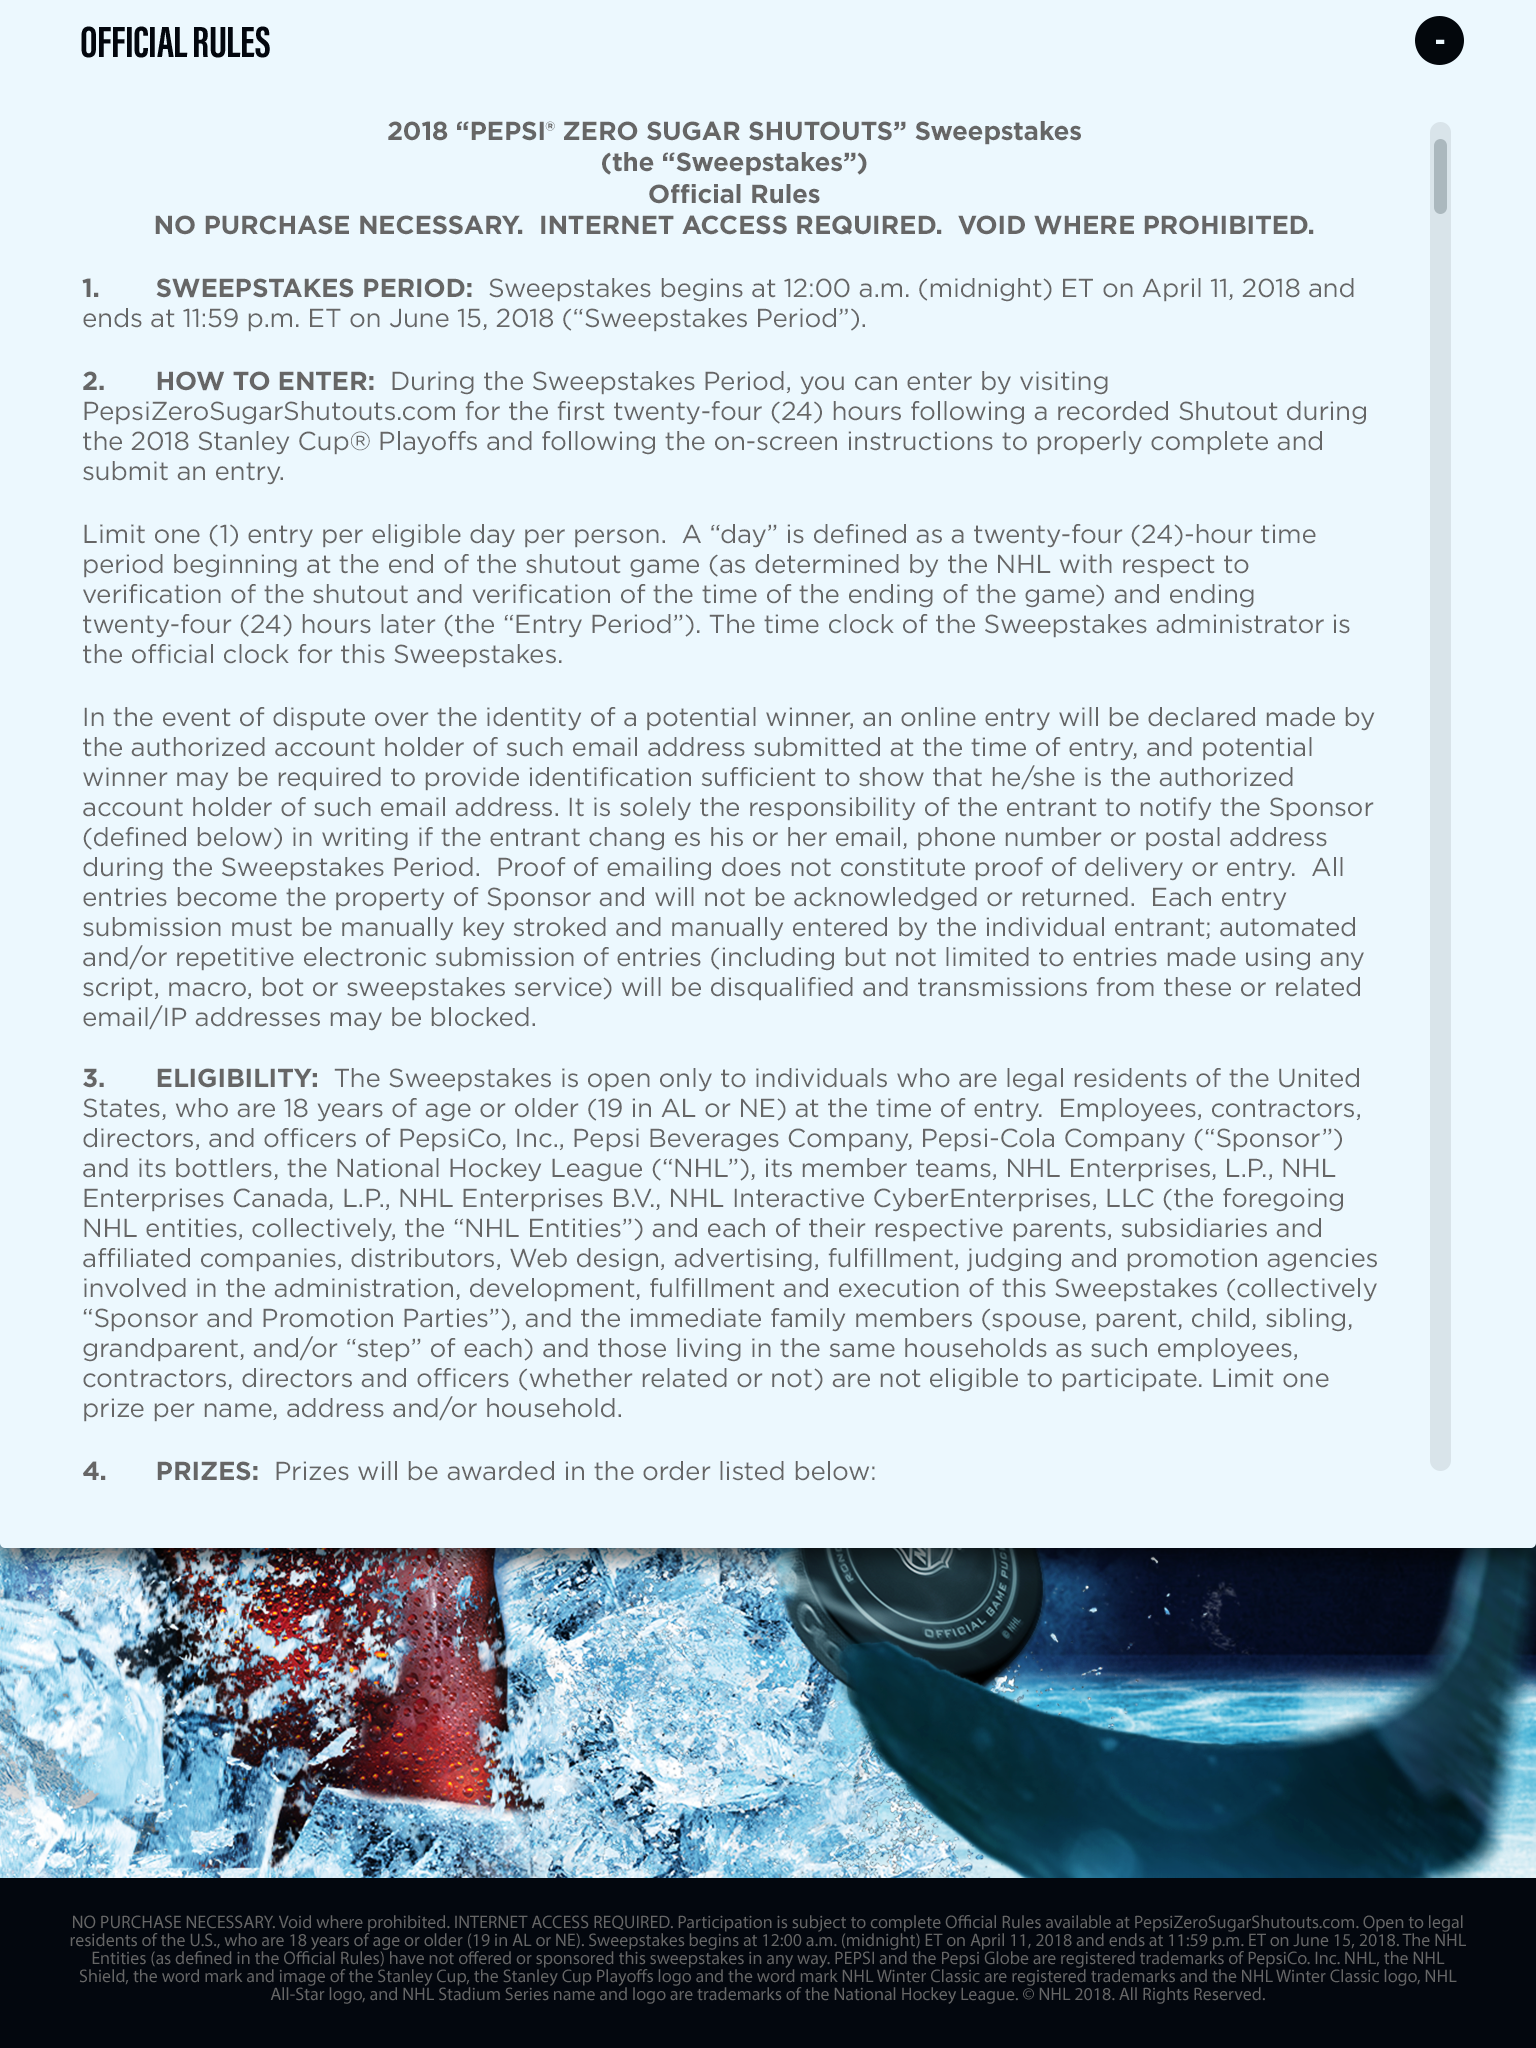 OFFICIAL RULES
-
2018 “PEPSI® ZERO SUGAR SHUTOUTS” Sweepstakes
(the “Sweepstakes”)
Official Rules
NO PURCHASE NECESSARY.  INTERNET ACCESS REQUIRED.  VOID WHERE PROHIBITED.
1. SWEEPSTAKES PERIOD:  Sweepstakes begins at 12:00 a.m. (midnight) ET on April 11, 2018 and
ends at 11:59 p.m. ET on June 15, 2018 (“Sweepstakes Period”).
2. HOW TO ENTER:  During the Sweepstakes Period, you can enter by visiting
PepsiZeroSugarShutouts.com for the first twenty-four (24) hours following a recorded Shutout during
the 2018 Stanley Cup® Playoffs and following the on-screen instructions to properly complete and
submit an entry.
Limit one (1) entry per eligible day per person.  A “day” is defined as a twenty-four (24)-hour time
period beginning at the end of the shutout game (as determined by the NHL with respect to
verification of the shutout and verification of the time of the ending of the game) and ending
twenty-four (24) hours later (the “Entry Period”). The time clock of the Sweepstakes administrator is
the official clock for this Sweepstakes.
In the event of dispute over the identity of a potential winner, an online entry will be declared made by
the authorized account holder of such email address submitted at the time of entry, and potential
winner may be required to provide identification sufficient to show that he/she is the authorized
account holder of such email address. It is solely the responsibility of the entrant to notify the Sponsor
(defined below) in writing if the entrant chang es his or her email, phone number or postal address
during the Sweepstakes Period.  Proof of emailing does not constitute proof of delivery or entry.  All
entries become the property of Sponsor and will not be acknowledged or returned.  Each entry
submission must be manually key stroked and manually entered by the individual entrant; automated
and/or repetitive electronic submission of entries (including but not limited to entries made using any
script, macro, bot or sweepstakes service) will be disqualified and transmissions from these or related
email/IP addresses may be blocked.
3. ELIGIBILITY:  The Sweepstakes is open only to individuals who are legal residents of the United
States, who are 18 years of age or older (19 in AL or NE) at the time of entry.  Employees, contractors,
directors, and officers of PepsiCo, Inc., Pepsi Beverages Company, Pepsi-Cola Company (“Sponsor”)
and its bottlers, the National Hockey League (“NHL”), its member teams, NHL Enterprises, L.P., NHL
Enterprises Canada, L.P., NHL Enterprises B.V., NHL Interactive CyberEnterprises, LLC (the foregoing
NHL entities, collectively, the “NHL Entities”) and each of their respective parents, subsidiaries and
affiliated companies, distributors, Web design, advertising, fulfillment, judging and promotion agencies
involved in the administration, development, fulfillment and execution of this Sweepstakes (collectively
“Sponsor and Promotion Parties”), and the immediate family members (spouse, parent, child, sibling,
grandparent, and/or “step” of each) and those living in the same households as such employees,
contractors, directors and officers (whether related or not) are not eligible to participate. Limit one
prize per name, address and/or household.
4. PRIZES:  Prizes will be awarded in the order listed below:
OFFICIAL GAME PUCK
© NHL
NO PURCHASE NECESSARY. Void where prohibited. INTERNET ACCESS REQUIRED. Participation is subject to complete Official Rules available at PepsiZeroSugarShutouts.com. Open to legal
residents of the U.S., who are 18 years of age or older (19 in AL or NE). Sweepstakes begins at 12:00 a.m. (midnight) ET on April 11, 2018 and ends at 11:59 p.m. ET on June 15, 2018. The NHL
Entities (as defined in the Official Rules) have not offered or sponsored this sweepstakes in any way. PEPSI and the Pepsi Globe are registered trademarks of PepsiCo. Inc. NHL, the NHL
Shield, the word mark and image of the Stanley Cup, the Stanley Cup Playoffs logo and the word mark NHL Winter Classic are registered trademarks and the NHL Winter Classic logo, NHL
All-Star logo, and NHL Stadium Series name and logo are trademarks of the National Hockey League. © NHL 2018. All Rights Reserved.